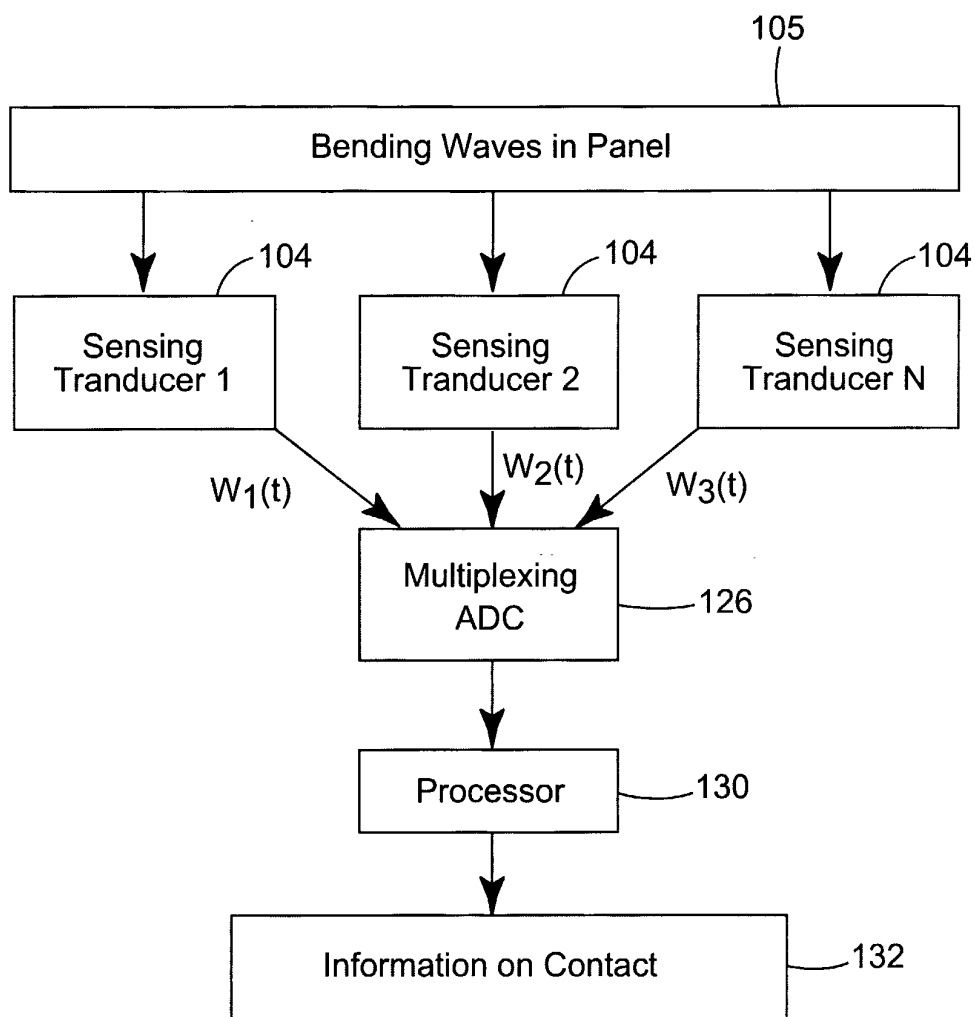 105
Bending Waves in Panel
104
104
104
Sensing
Tranducer 1
Sensing
Tranducer 2
Sensing
Tranducer N
W1(t)
W2(t)
W3(t)
Multiplexing
ADC
126
Processor
130
Information on Contact
132